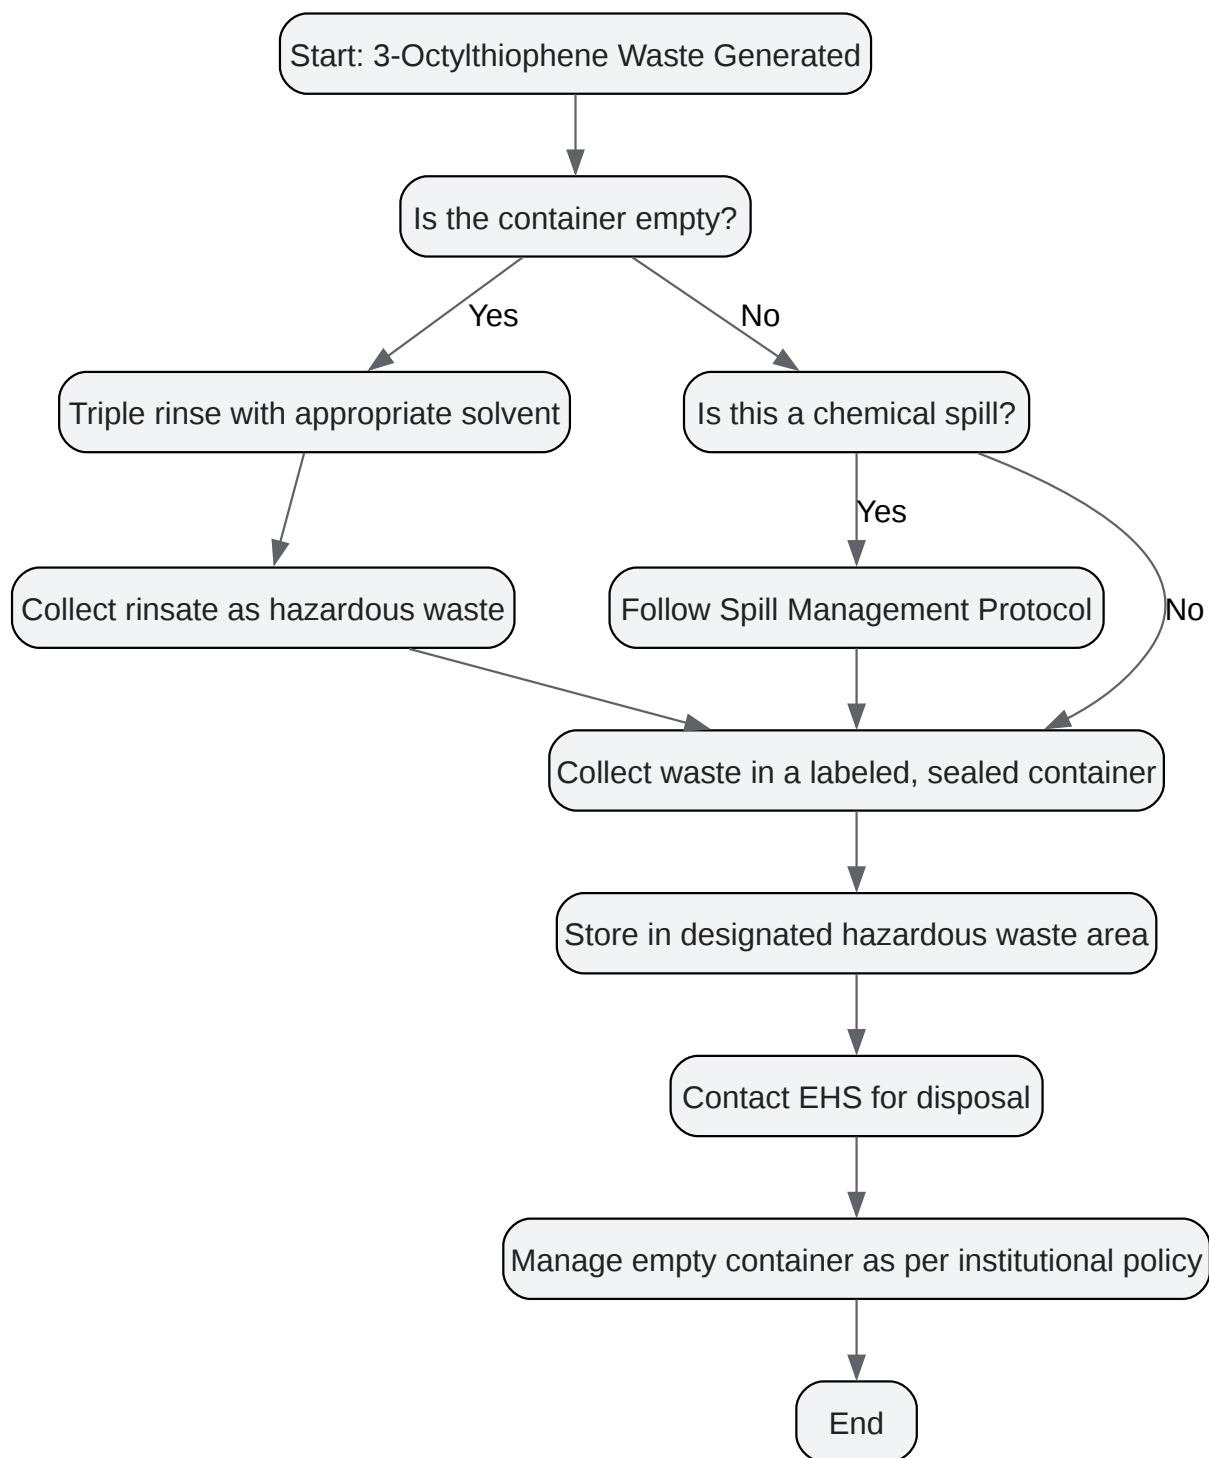 Start: 3-Octylthiophene Waste Generated
Is the container empty?
Yes
No
Triple rinse with appropriate solvent
Is this a chemical spill?
Yes
Collect rinsate as hazardous waste
Follow Spill Management Protocol
No
Collect waste in a labeled, sealed container
Store in designated hazardous waste area
Contact EHS for disposal
Manage empty container as per institutional policy
End